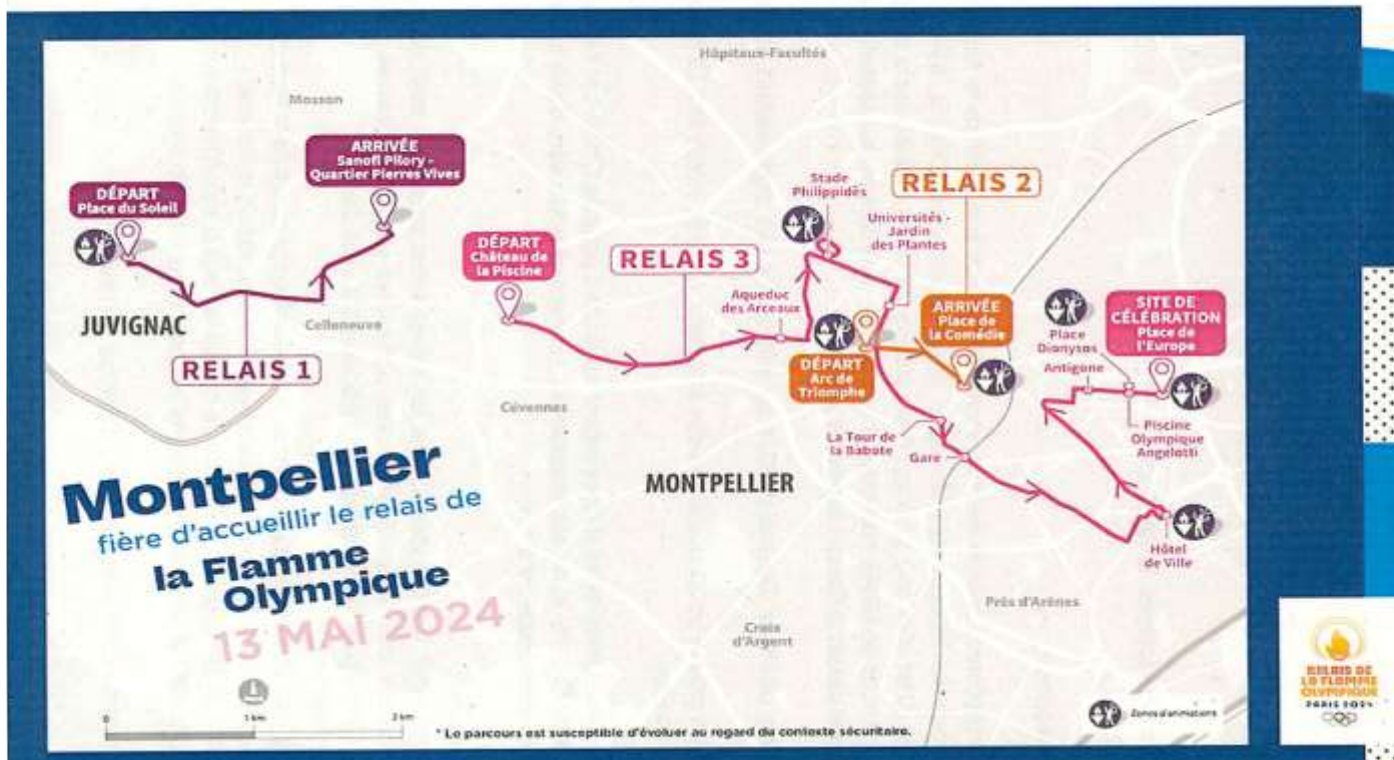 Hôpitaux-Facultés
Mosson
ARRIVÉE
Sanofi Pilory -
Quartier Pierres Vives
DÉPART
Place du Soleil
JUVIGNAC
Celleneuve
RELAIS 1
DÉPART
Château de
la Piscine
RELAIS 3
Aqueduc
des Arceaux
Stade
Philippidès
RELAIS 2
Universités -
Jardin
des Plantes
DÉPART
Arc de
Triomphe
ARRIVÉE
Place de
la Comédie
Place
Dionysos
Antigone
SITE DE
CÉLÉBRATION
Place de
l'Europe
Piscine
Olympique
Angelotti
La Tour de
la Babote
Gare
Hôtel
de Ville
Cévennes
MONTPELLIER
Près d'Arènes
Croix
d'Argent
Montpellier
fière d'accueillir le relais de
la Flamme
Olympique
13 MAI 2024
0 1 km 2 km
* Le parcours est susceptible d'évoluer au regard du contexte sécuritaire.
Zones d'animations
RELAIS DE
LA FLAMME
OLYMPIQUE
PARIS 2024